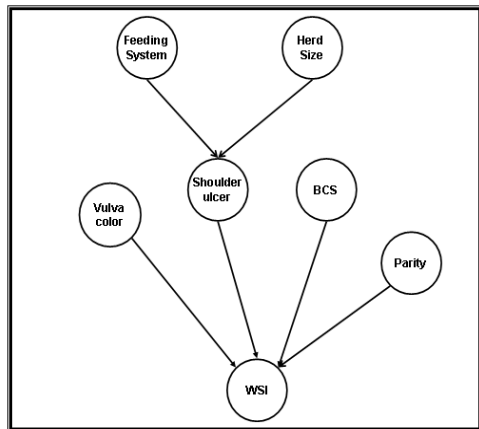 Feeding
System
Herd
Size
Shoulder
ulcer
BCS
Vulva
color
Parity
WSI